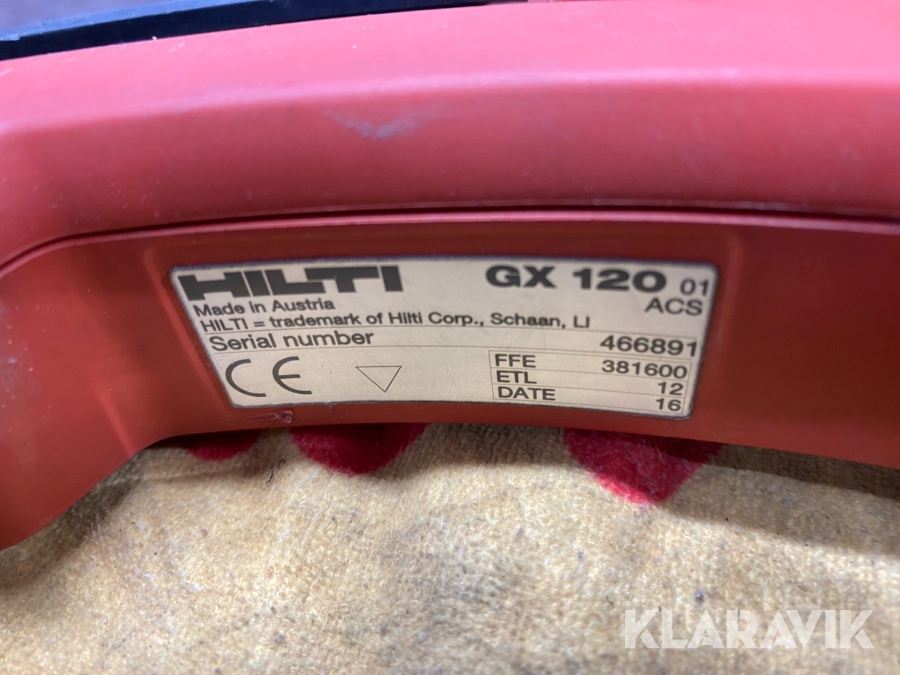 HILTI GX 120 01
Made in Austria ACS
HILTI = trademark of Hilti Corp., Schaan, LI
Serial number 466891
CE FFE 381600
ETL 12
DATE 16
KLARAVIK